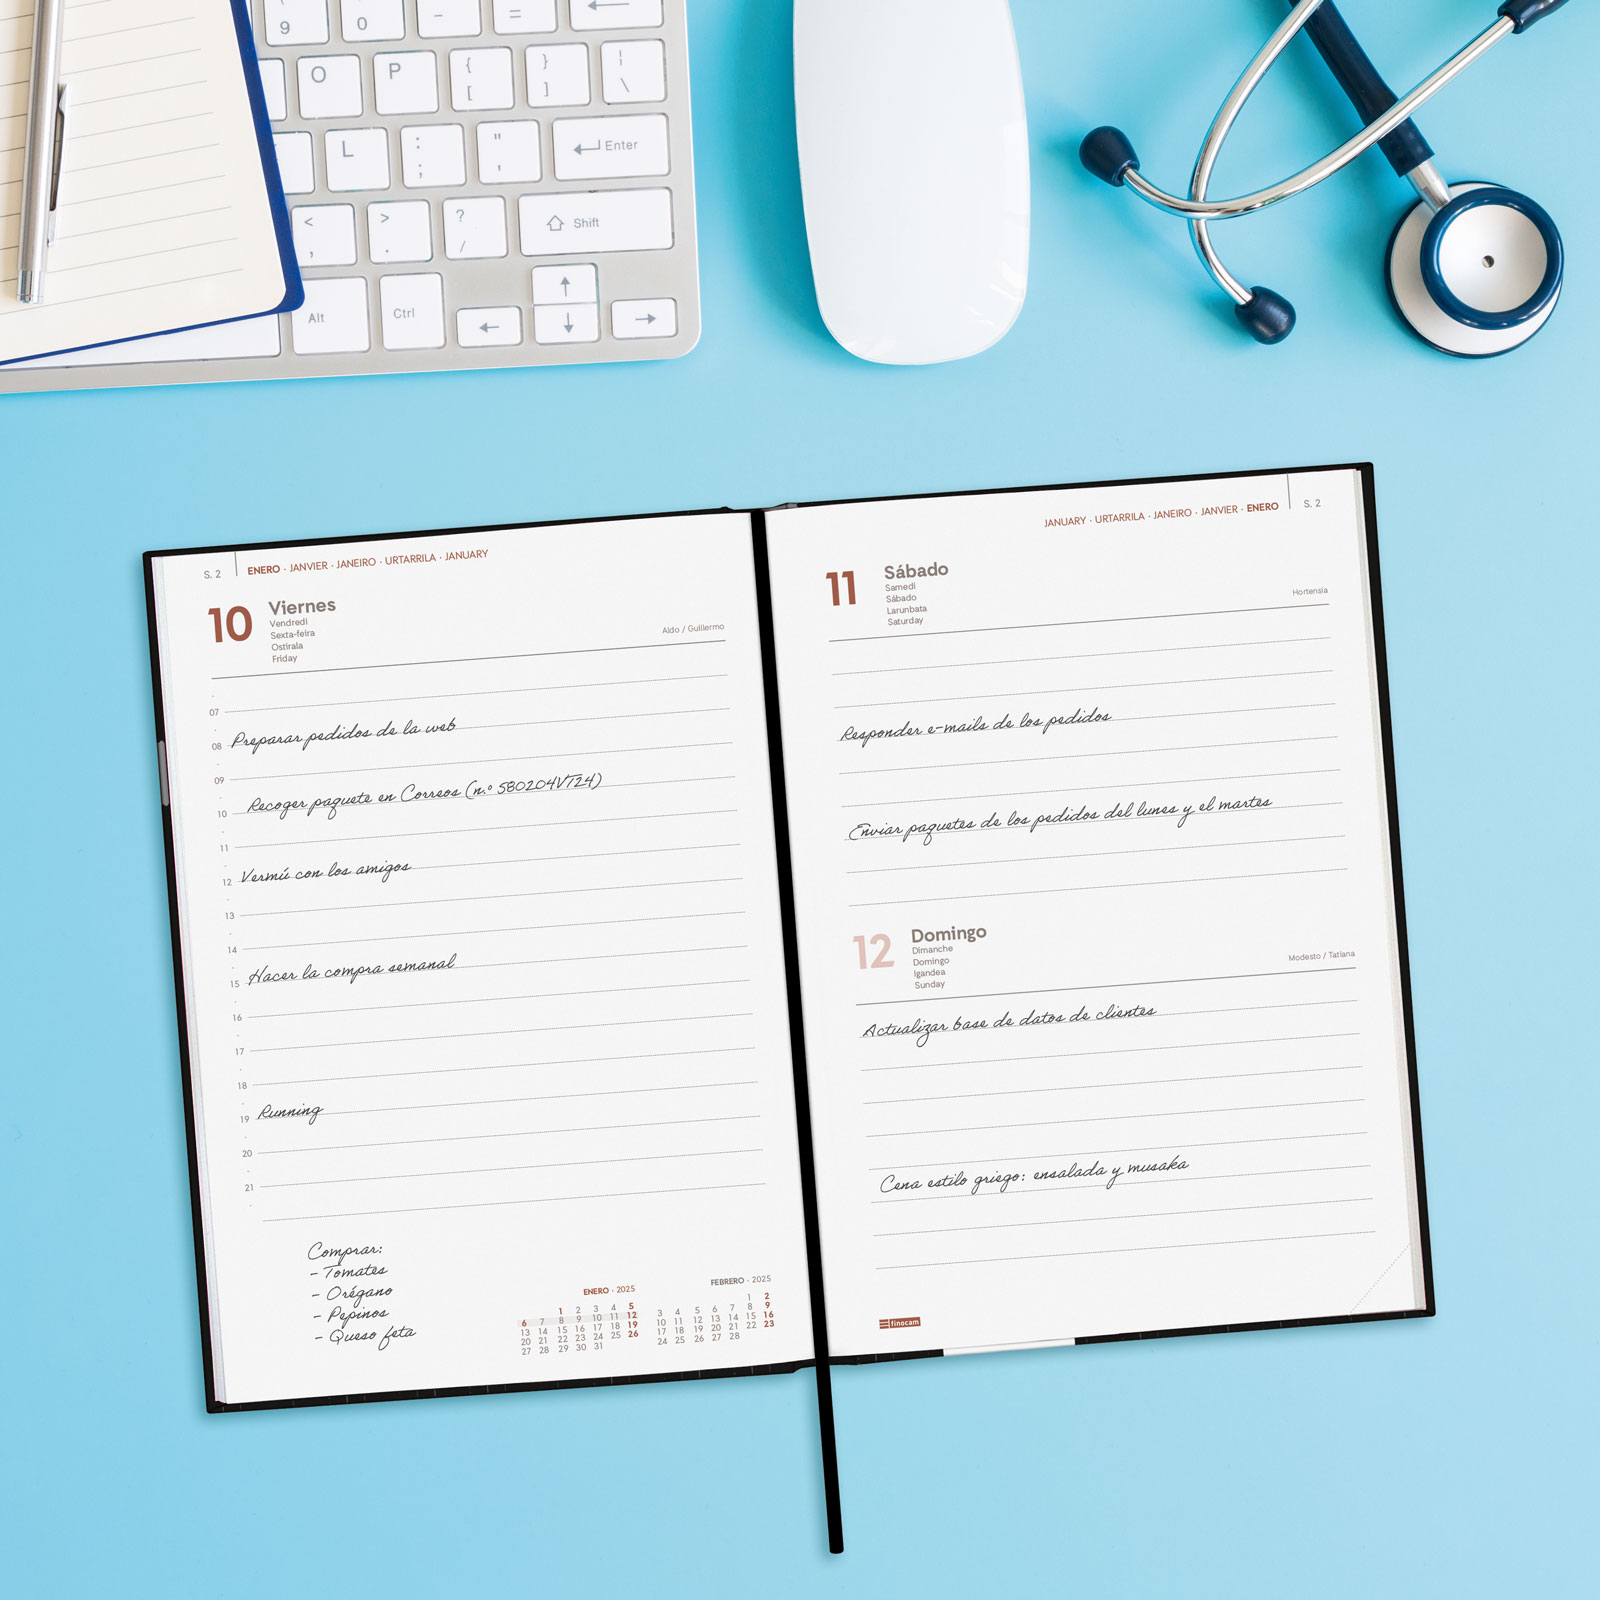 9
0
-
=
O
P
{
[
}
]
¦
\
L
:
;
"
,
Enter
<
,
>
.
?
/
Shift
Alt
Ctrl
S. 2
ENERO · JANVIER · JANEIRO · URTARRILA · JANUARY
10
Viernes
Vendredi
Sexta-feira
Ostirala
Friday
Aldo / Guillermo
07
08 Preparar pedidos de la web
09
10 Recoger paquete en Correos (n.º 580204VT24)
11
12 Vermú con los amigos
13
14
15 Hacer la compra semanal
16
17
18
19 Running
20
21
Comprar:
- Tomates
- Orégano
- Pepinos
- Queso feta
ENERO · 2025
1 2 3 4 5
6 7 8 9 10 11 12
13 14 15 16 17 18 19
20 21 22 23 24 25 26
27 28 29 30 31
FEBRERO · 2025
1 2
3 4 5 6 7 8 9
10 11 12 13 14 15 16
17 18 19 20 21 22 23
24 25 26 27 28
JANUARY · URTARRILA · JANEIRO · JANVIER · ENERO
S. 2
11
Sábado
Samedi
Sábado
Larunbata
Saturday
Hortensia
Responder e-mails de los pedidos
Enviar paquetes de los pedidos del lunes y el martes
12
Domingo
Dimanche
Domingo
Igandea
Sunday
Modesto / Tatiana
Actualizar base de datos de clientes
Cena estilo griego: ensalada y musaka
finocam